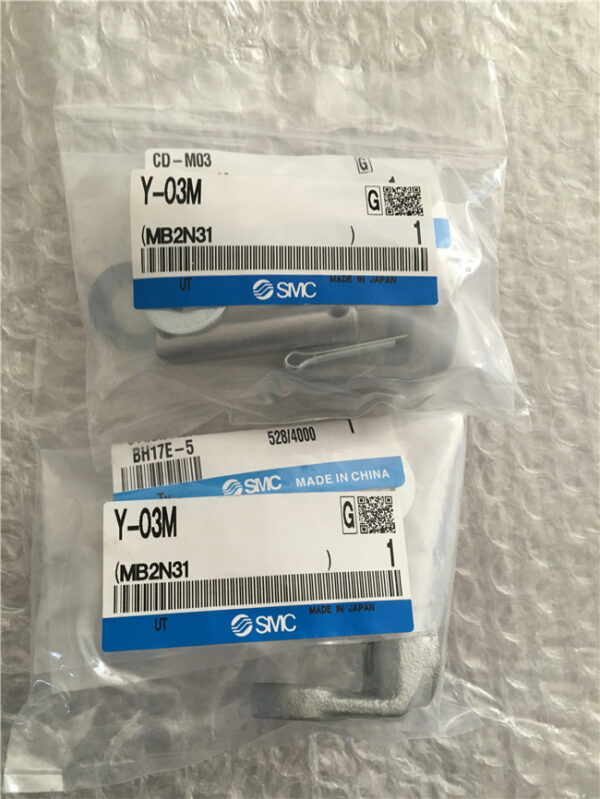 CD-M03
G
1
Y-03M
G
(MB2N31 ) 1
UT
MADE IN JAPAN
SMC
BH17E-5
528/4000
1
SMC MADE IN CHINA
Y-03M
G
(MB2N31 ) 1
UT
MADE IN JAPAN
SMC